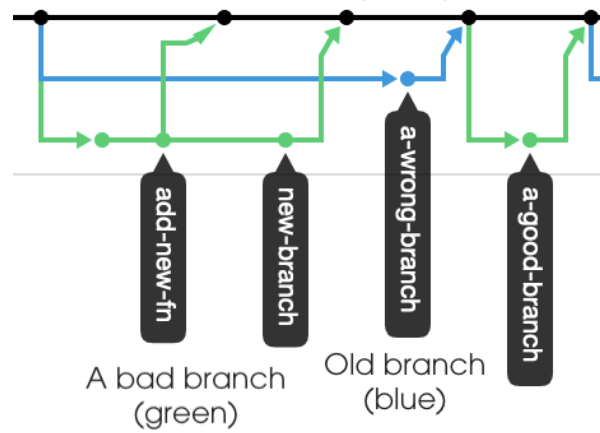 add-new-fn
new-branch
a-wrong-branch
a-good-branch
A bad branch
(green)
Old branch
(blue)